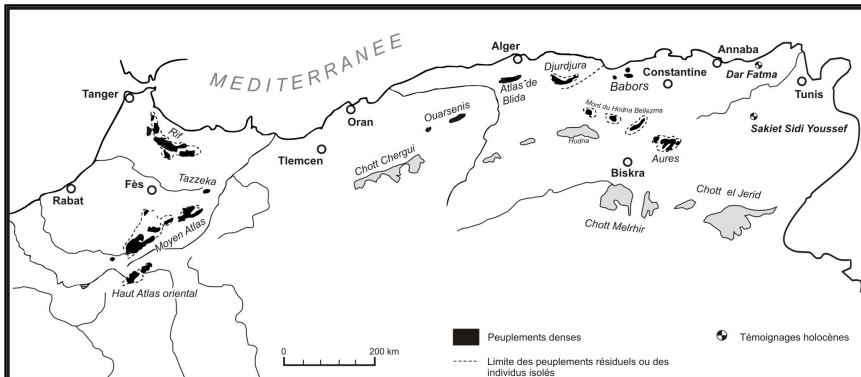 MEDITERRANEE
Tanger
Rif
Tazzeka
Fès
Rabat
Moyen Atlas
Haut Atlas oriental
Oran
Tlemcen
Chott Chergui
Ouarsenis
Alger
Atlas de
Blida
Djurdjura
Babors
Constantine
Annaba
Dar Fatma
Tunis
Sakiet Sidi Youssef
Mont du Hodna Bellezma
Hodna
Aures
Biskra
Chott Melrhir
Chott el Jerid
0 200 km
Peuplements denses
Limite des peuplements résiduels ou des
individus isolés
Témoignages holocènes